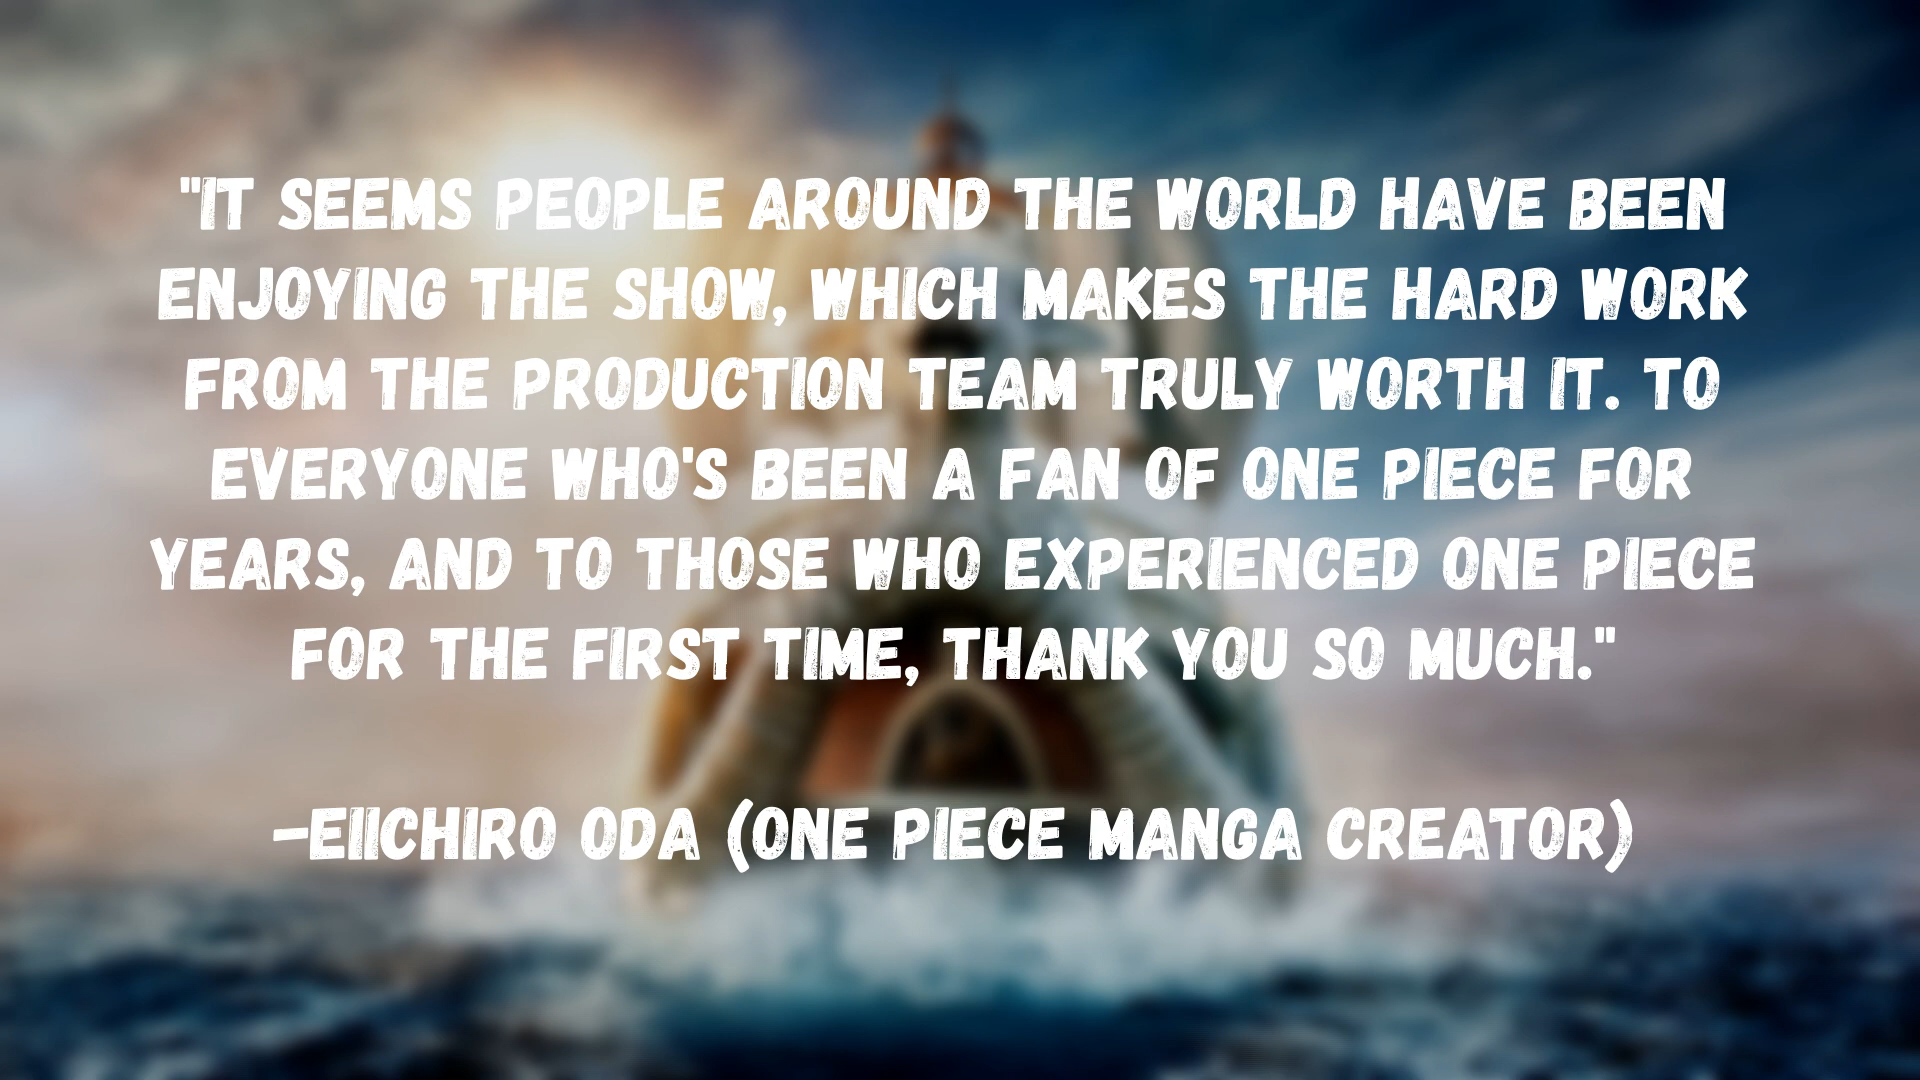 "IT SEEMS PEOPLE AROUND THE WORLD HAVE BEEN
ENJOYING THE SHOW, WHICH MAKES THE HARD WORK
FROM THE PRODUCTION TEAM TRULY WORTH IT. TO
EVERYONE WHO'S BEEN A FAN OF ONE PIECE FOR
YEARS, AND TO THOSE WHO EXPERIENCED ONE PIECE
FOR THE FIRST TIME, THANK YOU SO MUCH."
-EIICHIRO ODA (ONE PIECE MANGA CREATOR)